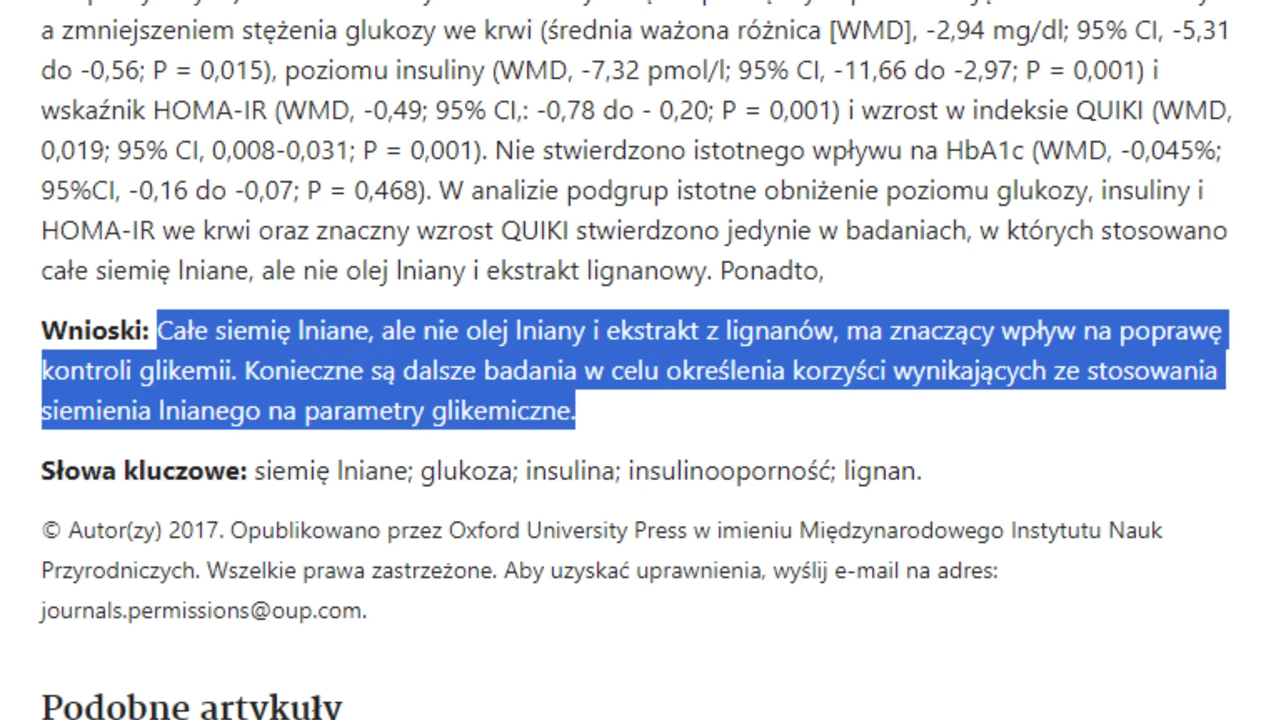 a zmniejszeniem stężenia glukozy we krwi (średnia ważona różnica [WMD], -2,94 mg/dl; 95% CI, -5,31
do -0,56; P = 0,015), poziomu insuliny (WMD, -7,32 pmol/l; 95% CI, -11,66 do -2,97; P = 0,001) i
wskaźnik HOMA-IR (WMD, -0,49; 95% CI,: -0,78 do - 0,20; P = 0,001) i wzrost w indeksie QUIKI (WMD,
0,019; 95% CI, 0,008-0,031; P = 0,001). Nie stwierdzono istotnego wpływu na HbA1c (WMD, -0,045%;
95%CI, -0,16 do -0,07; P = 0,468). W analizie podgrup istotne obniżenie poziomu glukozy, insuliny i
HOMA-IR we krwi oraz znaczny wzrost QUIKI stwierdzono jedynie w badaniach, w których stosowano
całe siemię lniane, ale nie olej lniany i ekstrakt lignanowy. Ponadto,
Wnioski: Całe siemię lniane, ale nie olej lniany i ekstrakt z lignanów, ma znaczący wpływ na poprawę
kontroli glikemii. Konieczne są dalsze badania w celu określenia korzyści wynikających ze stosowania
siemienia lnianego na parametry glikemiczne.
Słowa kluczowe: siemię lniane; glukoza; insulina; insulinooporność; lignan.
© Autor(zy) 2017. Opublikowano przez Oxford University Press w imieniu Międzynarodowego Instytutu Nauk
Przyrodniczych. Wszelkie prawa zastrzeżone. Aby uzyskać uprawnienia, wyślij e-mail na adres:
journals.permissions@oup.com.
Podobne artykuły